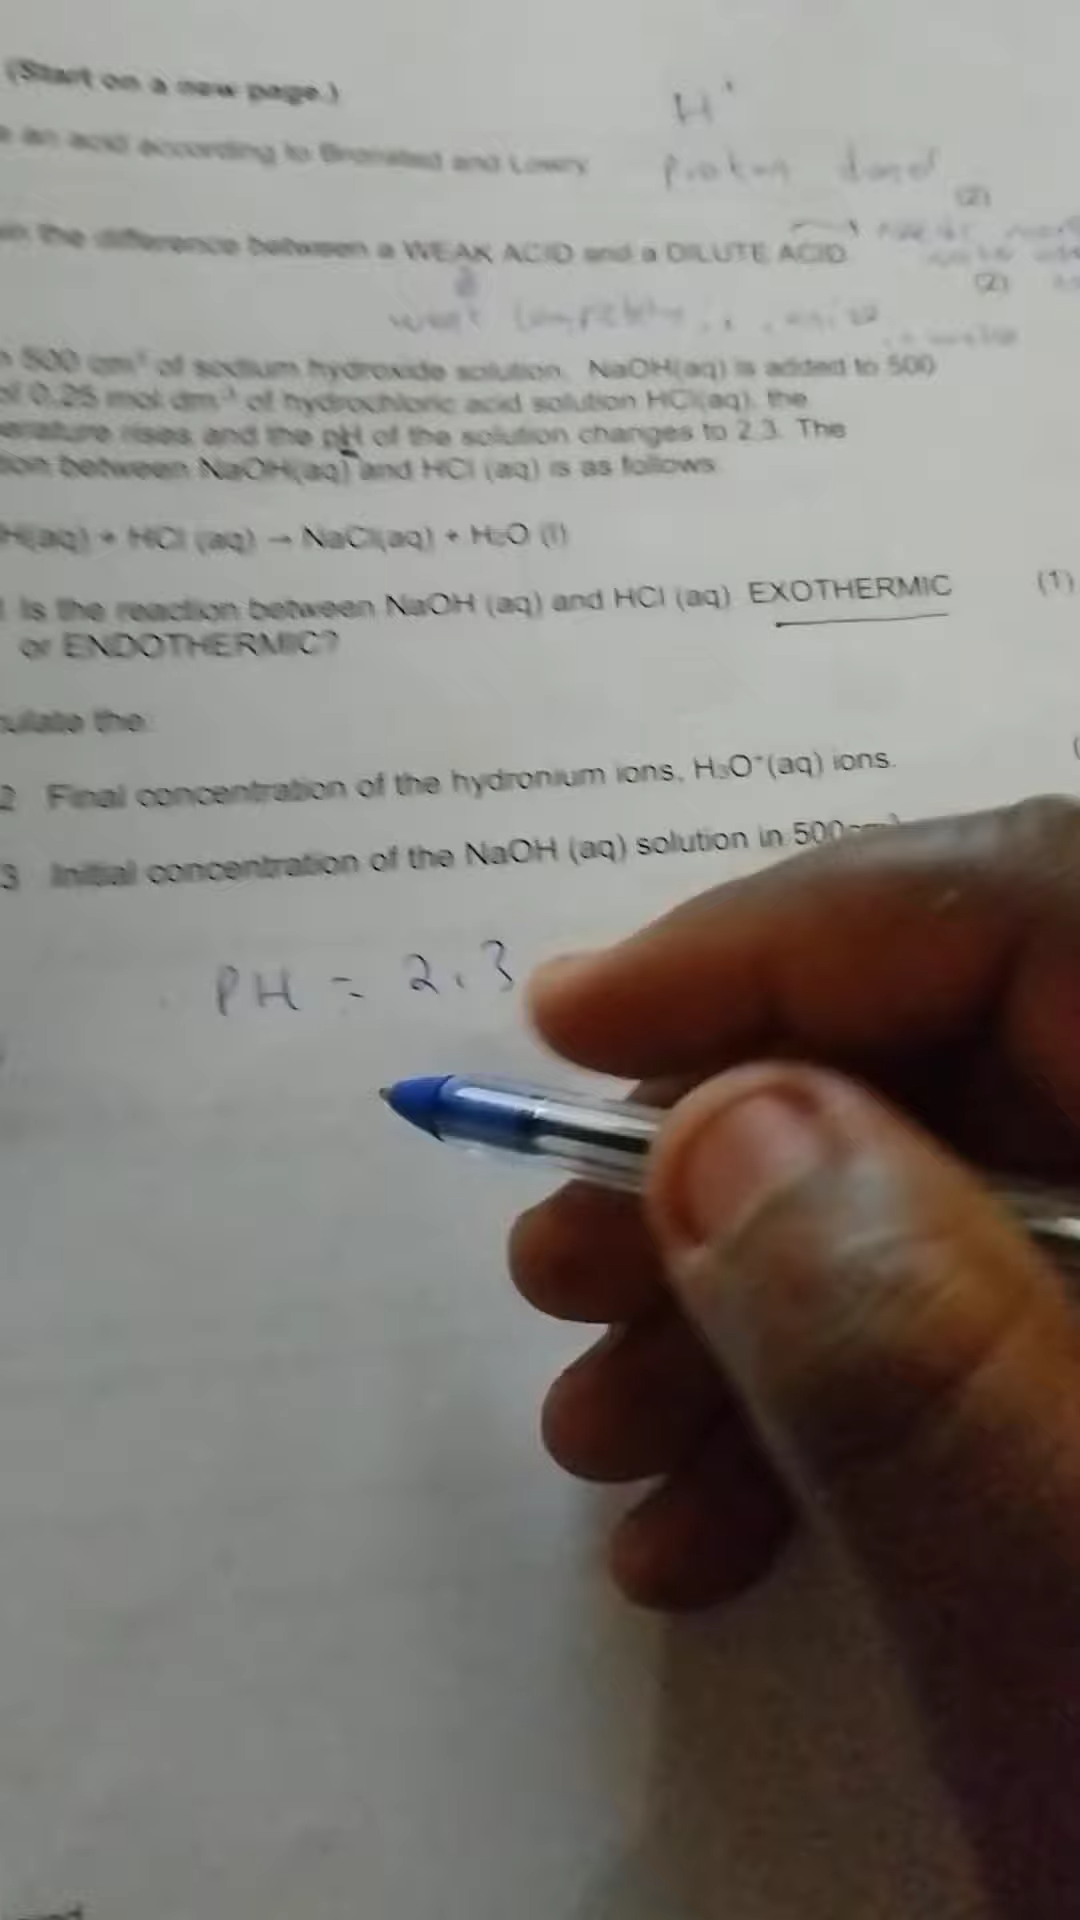 (Start on a new page.)
H+
an acid according to Bronsted and Lowry
Proton donor
(2)
in the difference between a WEAK ACID and a DILUTE ACID
(2)
500 cm³ of sodium hydroxide solution, NaOH(aq) is added to 500
of 0,25 mol dm⁻³ of hydrochloric acid solution HCl(aq), the
erature rises and the pH of the solution changes to 2.3. The
ion between NaOH(aq) and HCl (aq) is as follows
H(aq) + HCl (aq) → NaCl(aq) + H₂O (l)
Is the reaction between NaOH (aq) and HCl (aq) EXOTHERMIC (1)
or ENDOTHERMIC?
culate the:
2 Final concentration of the hydronium ions, H₃O⁺(aq) ions.
3 Initial concentration of the NaOH (aq) solution in 500
PH = 2.3